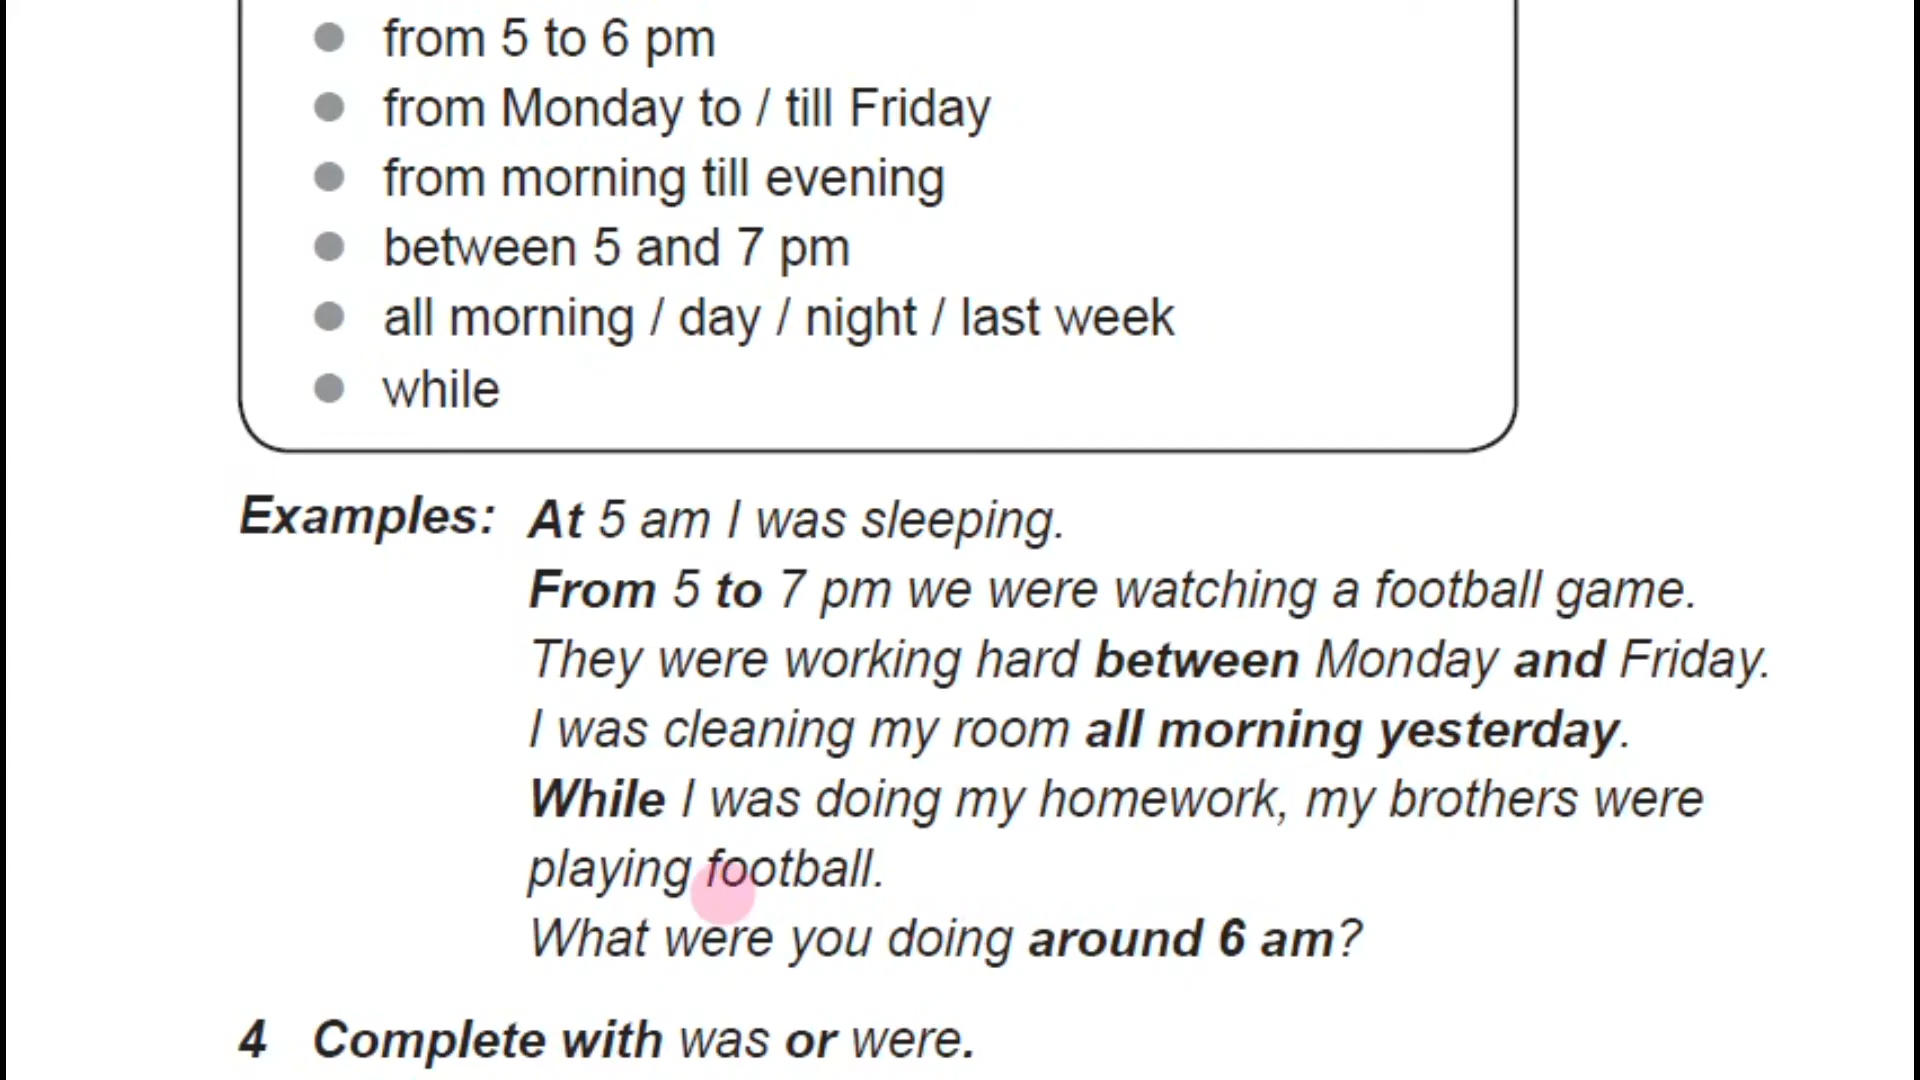 from 5 to 6 pm
from Monday to / till Friday
from morning till evening
between 5 and 7 pm
all morning / day / night / last week
while
Examples: At 5 am I was sleeping.
From 5 to 7 pm we were watching a football game.
They were working hard between Monday and Friday.
I was cleaning my room all morning yesterday.
While I was doing my homework, my brothers were
playing football.
What were you doing around 6 am?
4 Complete with was or were.